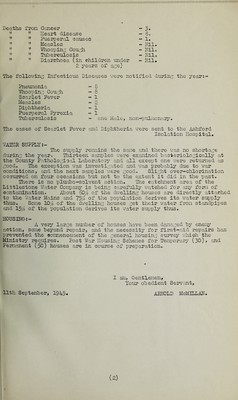 Deaths from Cancer - 3.
" " Heart disease - 8.
" " Puerperal causes - 1.
" " Measles - Nil.
" " Whooping Cough - Nil.
" " Tuberculosis - Nil.
" " Diarrhoea (in children under - Nil.
2 years of age)
The following Infectious Diseases were notified during the year:-
Pneumonia - 2
Whooping Cough - 2
Scarlet Fever - 1
Measles - 2
Diphtheria - 1
Puerperal Pyrexia - 1
Tuberculosis - one Male, non-pulmonary.
The cases of Scarlet Fever and Diphtheria were sent to the Ashford
Isolation Hospital.
WATER SUPPLY:-
The supply remains the same and there was no shortage
during the year. Thirteen samples were examined bacteriologically at
the County Pathological Laboratory and all except one were returned as
good. The exception was investigated and was probably due to war
conditions, and the next samples were good. Slight over-chlorination
occurred on four occasions but not to the extent it did in the past.
There is no plumbo-solvent action. The catchment area of the
Littlestone Water Company is being carefully watched for any form of
contamination. About % of the dwelling houses are directly attached
to the Water Mains and 75% of the population derives its water supply
thus. Some 10% of the dwelling houses get their water from standpipes
and % of the population derives its water supply thus.
HOUSING:-
A very large number of houses have been damaged by enemy
action, some beyond repair, and the necessity for first-aid repairs has
prevented the commencement of the general housing survey which the
Ministry requires. Post War Housing Schemes for Temporary (30), and
Permanent (50) houses are in course of preparation.
I am, Gentlemen,
Your obedient Servant,
11th September, 1945. ARNOLD McMILLAN.
(2)